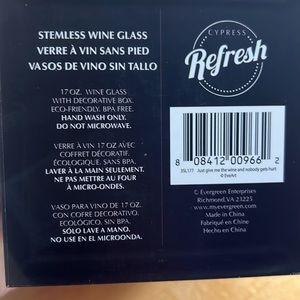 STEMLESS WINE GLASS
VERRE À VIN SANS PIED
VASOS DE VINO SIN TALLO
17 OZ. WINE GLASS
WITH DECORATIVE BOX.
ECO-FRIENDLY. BPA FREE.
HAND WASH ONLY.
DO NOT MICROWAVE.
VERRE À VIN 17 OZ AVEC
COFFRET DÉCORATIF
ÉCOLOGIQUE. SANS BPA.
LAVER À LA MAIN SEULEMENT.
NE PAS METTRE AU FOUR
À MICRO-ONDES.
VASO PARA VINO DE 17 OZ.
CON COFRE DECORATIVO.
ECOLÓGICO, SIN BPA.
SÓLO LAVE A MANO.
NO USE EN EL MICROONDA.
CYPRESS
Refresh
8 08412 00966 2
3SL177 Just give me the wine and nobody gets hurt
© EveArt
© Evergreen Enterprises
Richmond, VA 23225
www.myevergreen.com
Made in China
Fabriqué en Chine
Hecho en China